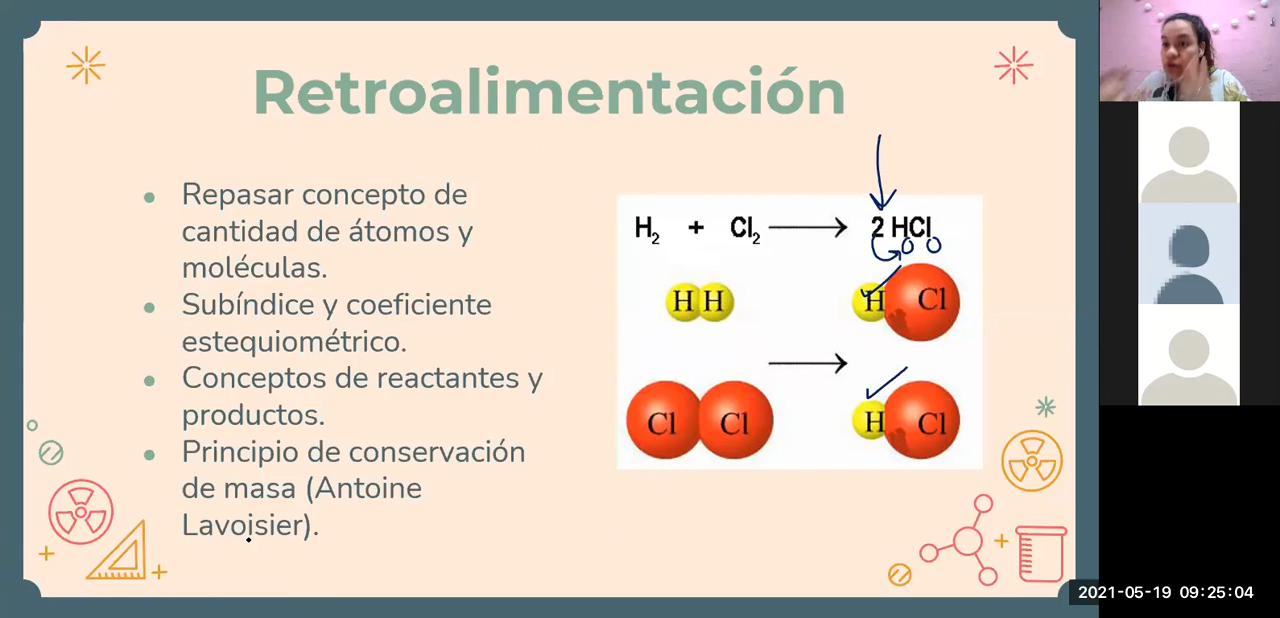 Retroalimentación
• Repasar concepto de
cantidad de átomos y
moléculas.
• Subíndice y coeficiente
estequiométrico.
• Conceptos de reactantes y
productos.
• Principio de conservación
de masa (Antoine
Lavoisier).
H₂ + Cl₂ ⟶ 2 HCl
H H
H Cl
⟶
Cl Cl
H Cl
2021-05-19 09:25:04